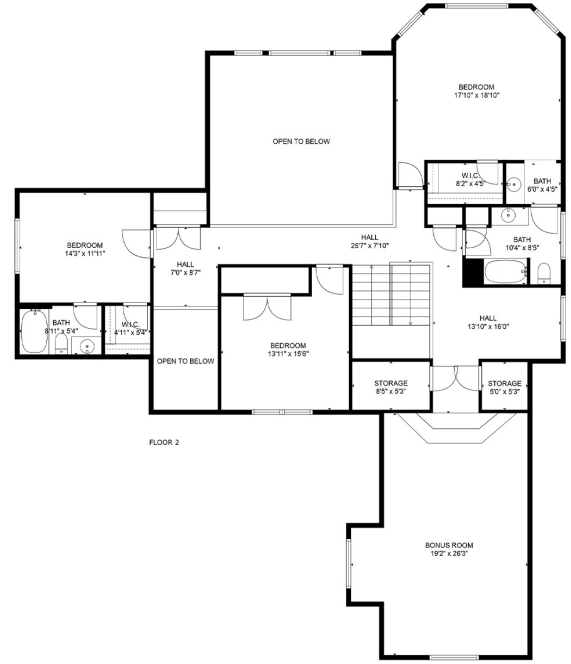 BEDROOM
17'10" x 18'10"
OPEN TO BELOW
W.I.C.
8'2" x 4'5"
BATH
6'0" x 4'5"
BEDROOM
14'3" x 11'11"
HALL
7'0" x 8'7"
HALL
26'7" x 7'10"
BATH
10'4" x 8'5"
BATH
8'11" x 5'4"
W.I.C.
4'11" x 5'4"
OPEN TO BELOW
BEDROOM
13'11" x 15'6"
HALL
13'10" x 16'0"
STORAGE
8'5" x 5'3"
STORAGE
5'0" x 5'3"
FLOOR 2
BONUS ROOM
19'2" x 26'3"